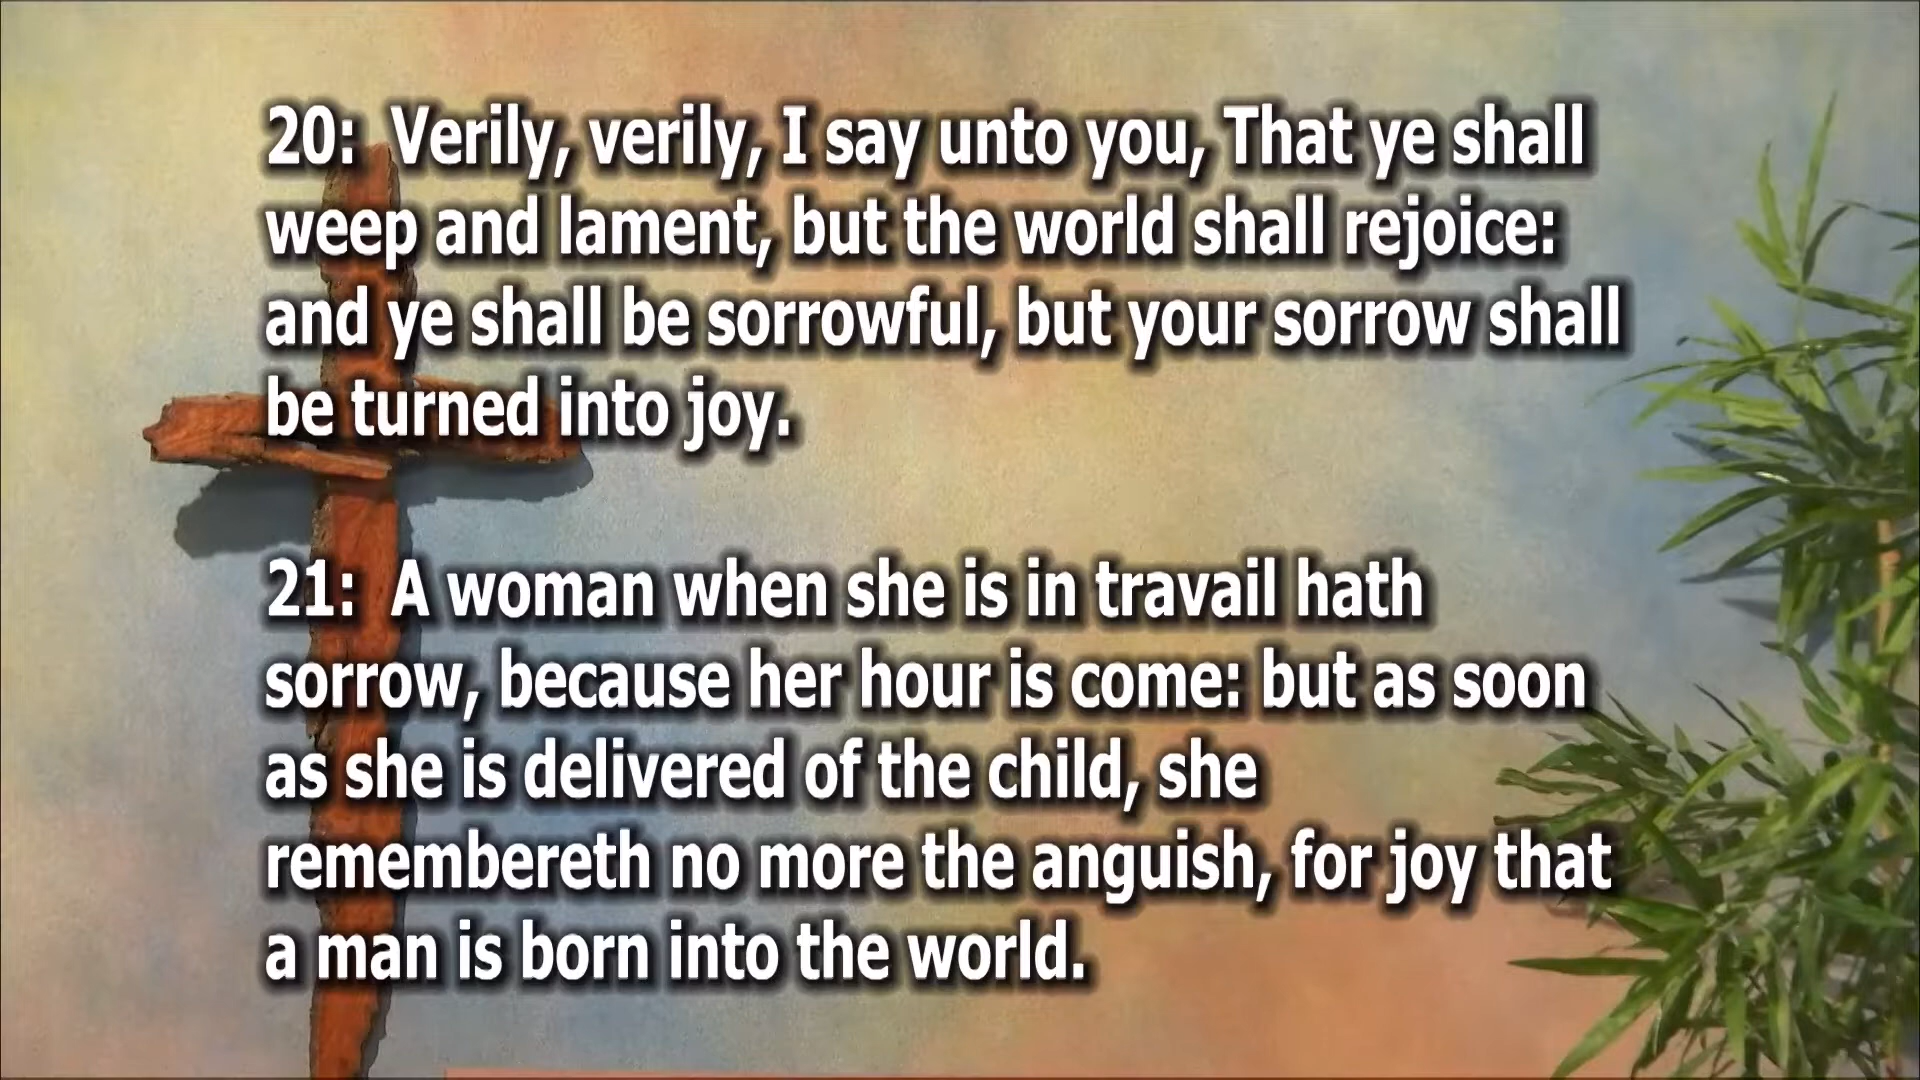 20:  Verily, verily, I say unto you, That ye shall
weep and lament, but the world shall rejoice:
and ye shall be sorrowful, but your sorrow shall
be turned into joy.
21:  A woman when she is in travail hath
sorrow, because her hour is come: but as soon
as she is delivered of the child, she
remembereth no more the anguish, for joy that
a man is born into the world.